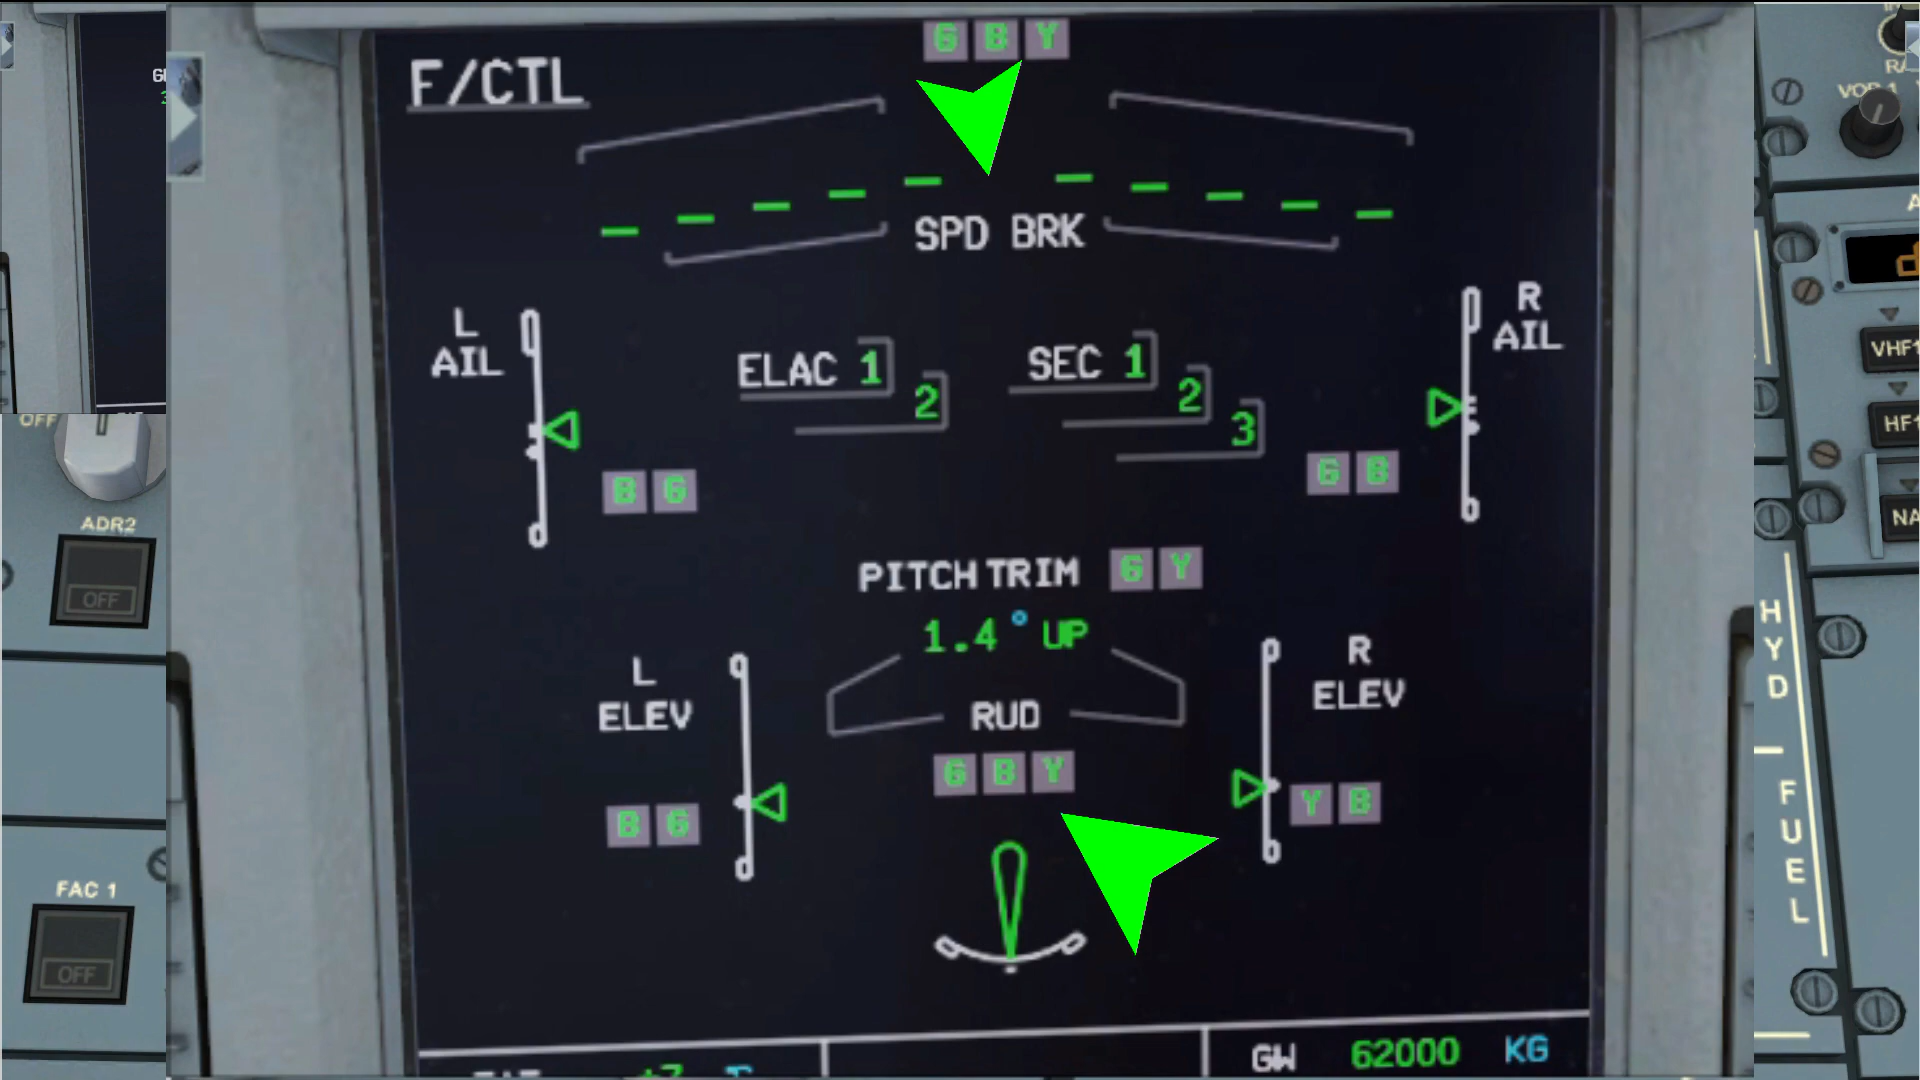 G B Y
F/CTL
SPD BRK
L
AIL
R
AIL
ELAC 1
2
SEC 1
2
3
B G
G B
PITCH TRIM G Y
1.4° UP
L
ELEV
R
ELEV
RUD
G B Y
B G
Y B
GW 62000 KG
OFF
ADR2
OFF
FAC 1
OFF
VOR 1
VHF1
HF1
NA
HYD
FUEL